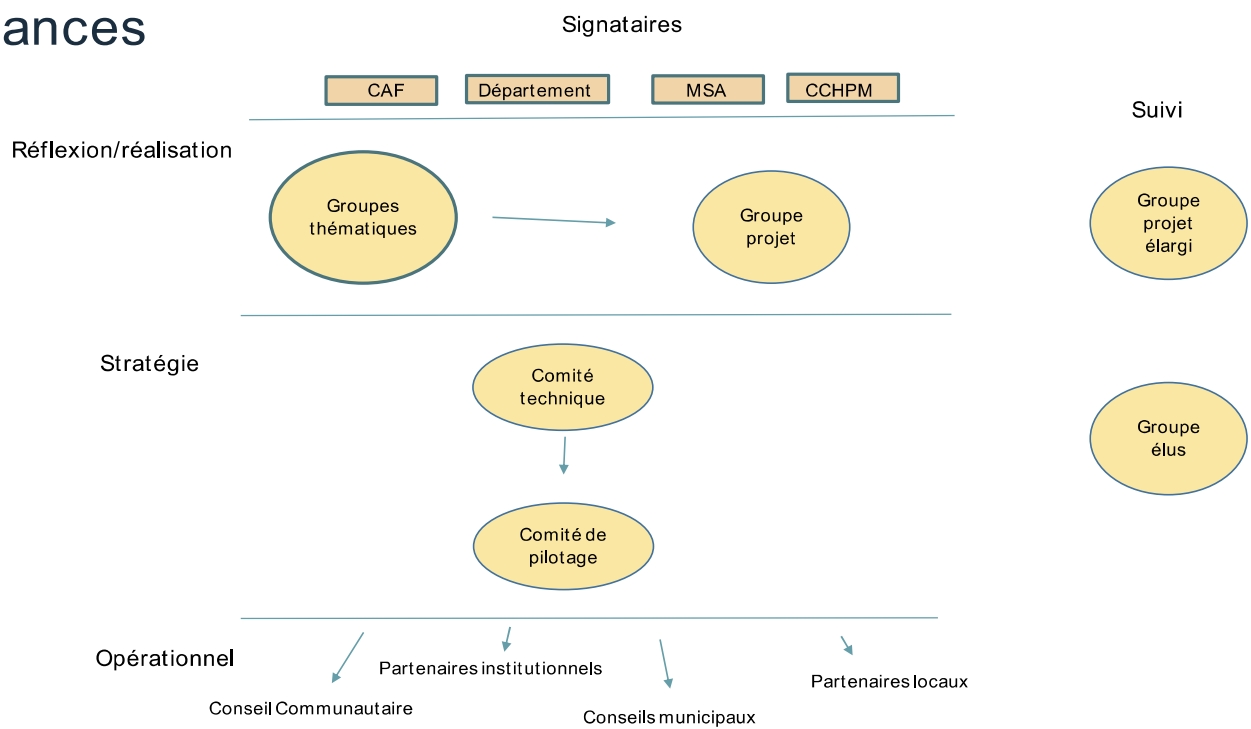 ances
Signataires
CAF
Département
MSA
CCHPM
Suivi
Réflexion/réalisation
Groupes
thématiques
Groupe
projet
Groupe
projet
élargi
Stratégie
Comité
technique
Groupe
élus
Comité de
pilotage
Opérationnel
Partenaires institutionnels
Partenaires locaux
Conseil Communautaire
Conseils municipaux